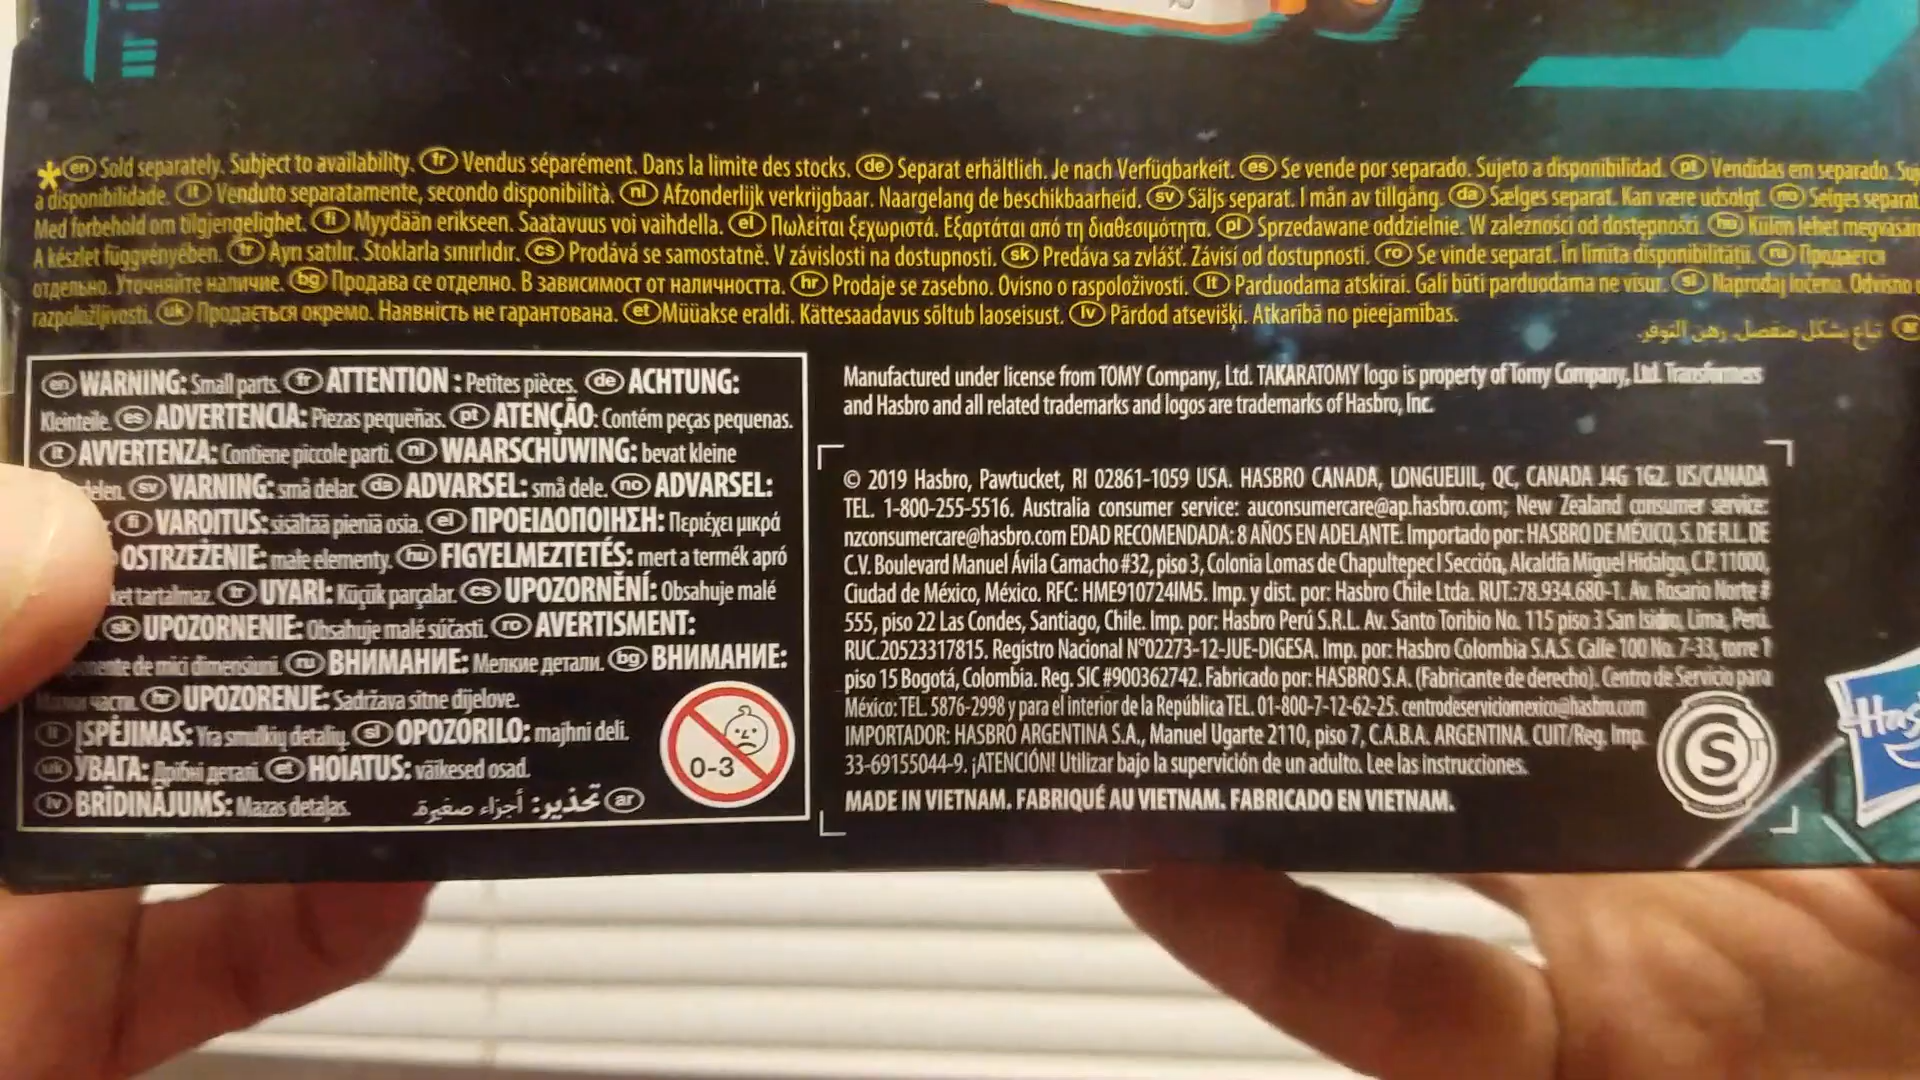 * en Sold separately. Subject to availability. fr Vendus séparément. Dans la limite des stocks. de Separat erhältlich. Je nach Verfügbarkeit. es Se vende por separado. Sujeto a disponibilidad. pt Vendidas em separado.
a disponibilidade. it Venduto separatamente, secondo disponibilità. nl Afzonderlijk verkrijgbaar. Naargelang de beschikbaarheid. sv Säljs separat. I mån av tillgång. da Sælges separat. Kan være udsolgt. no Selges separat.
Med forbehold om tilgjengelighet. fi Myydään erikseen. Saatavuus voi vaihdella. el Πωλείται ξεχωριστά. Εξαρτάται από τη διαθεσιμότητα. pl Sprzedawane oddzielnie. W zależności od dostępności. hu Külön lehet
A készlet függvényében. tr Ayrı satılır. Stoklarla sınırlıdır. cs Prodává se samostatně. V závislosti na dostupnosti. sk Predáva sa zvlášť. Závisí od dostupnosti. ro Se vinde separat. În limita disponibilității. ru Продается
отдельно. Уточняйте наличие. bg Продава се отделно. В зависимост от наличността. hr Prodaje se zasebno. Ovisno o raspoloživosti. lt Parduodama atskirai. Gali būti parduodama ne visur. sl Naprodaj ločeno. Odvisno
razpoložljivosti. uk Продається окремо. Наявність не гарантована. et Müüakse eraldi. Kättesaadavus sõltub laoseisust. lv Pārdod atsevišķi. Atkarībā no pieejamības.
ar تباع بشكل منفصل. رهن التوفر.
en WARNING: Small parts. fr ATTENTION : Petites pièces. de ACHTUNG:
Kleinteile. es ADVERTENCIA: Piezas pequeñas. pt ATENÇÃO: Contém peças pequenas.
it AVVERTENZA: Contiene piccole parti. nl WAARSCHUWING: bevat kleine
delen. sv VARNING: små delar. da ADVARSEL: små dele. no ADVARSEL:
fi VAROITUS: sisältää pieniä osia. el ΠΡΟΕΙΔΟΠΟΙΗΣΗ: Περιέχει μικρά
OSTRZEŻENIE: małe elementy. hu FIGYELMEZTETÉS: mert a termék apró
tartalmaz. tr UYARI: Küçük parçalar. cs UPOZORNĚNÍ: Obsahuje malé
sk UPOZORNENIE: Obsahuje malé súčasti. ro AVERTISMENT:
de mici dimensiuni. ru ВНИМАНИЕ: Мелкие детали. bg ВНИМАНИЕ:
части. hr UPOZORENJE: Sadržava sitne dijelove.
lt ĮSPĖJIMAS: Yra smulkių detalių. sl OPOZORILO: majhni deli.
uk УВАГА: Дрібні деталі. et HOIATUS: väikesed osad.
lv BRĪDINĀJUMS: Mazas detaļas. ar تحذير: أجزاء صغيرة.
0-3
Manufactured under license from TOMY Company, Ltd. TAKARATOMY logo is property of Tomy Company, Ltd. Transformers
and Hasbro and all related trademarks and logos are trademarks of Hasbro, Inc.
© 2019 Hasbro, Pawtucket, RI 02861-1059 USA. HASBRO CANADA, LONGUEUIL, QC, CANADA J4G 1G2. US/CANADA
TEL. 1-800-255-5516. Australia consumer service: auconsumercare@ap.hasbro.com; New Zealand consumer service:
nzconsumercare@hasbro.com EDAD RECOMENDADA: 8 AÑOS EN ADELANTE. Importado por: HASBRO DE MÉXICO, S. DE R.L. DE
C.V. Boulevard Manuel Ávila Camacho #32, piso 3, Colonia Lomas de Chapultepec I Sección, Alcaldía Miguel Hidalgo, C.P. 11000,
Ciudad de México, México. RFC: HME910724IM5. Imp. y dist. por: Hasbro Chile Ltda. RUT.:78.934.680-1. Av. Rosario Norte #
555, piso 22 Las Condes, Santiago, Chile. Imp. por: Hasbro Perú S.R.L. Av. Santo Toribio No. 115 piso 3 San Isidro, Lima, Perú.
RUC.20523317815. Registro Nacional N°02273-12-JUE-DIGESA. Imp. por: Hasbro Colombia S.A.S. Calle 100 No. 7-33, torre 1
piso 15 Bogotá, Colombia. Reg. SIC #900362742. Fabricado por: HASBRO S.A. (Fabricante de derecho). Centro de Servicio para
México: TEL. 5876-2998 y para el interior de la República TEL. 01-800-7-12-62-25. centrodeserviciomexico@hasbro.com
IMPORTADOR: HASBRO ARGENTINA S.A., Manuel Ugarte 2110, piso 7, C.A.B.A. ARGENTINA. CUIT/Reg. Imp.
33-69155044-9. ¡ATENCIÓN! Utilizar bajo la supervición de un adulto. Lee las instrucciones.
MADE IN VIETNAM. FABRIQUÉ AU VIETNAM. FABRICADO EN VIETNAM.
S
Has